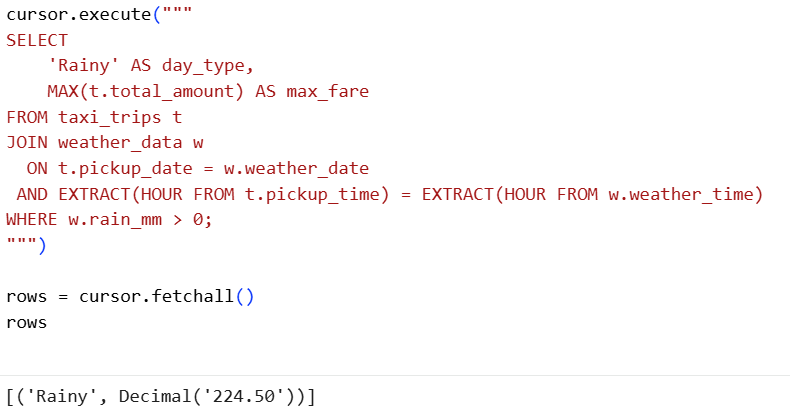 cursor.execute("""
SELECT
    'Rainy' AS day_type,
    MAX(t.total_amount) AS max_fare
FROM taxi_trips t
JOIN weather_data w
  ON t.pickup_date = w.weather_date
 AND EXTRACT(HOUR FROM t.pickup_time) = EXTRACT(HOUR FROM w.weather_time)
WHERE w.rain_mm > 0;
""")
rows = cursor.fetchall()
rows
[('Rainy', Decimal('224.50'))]